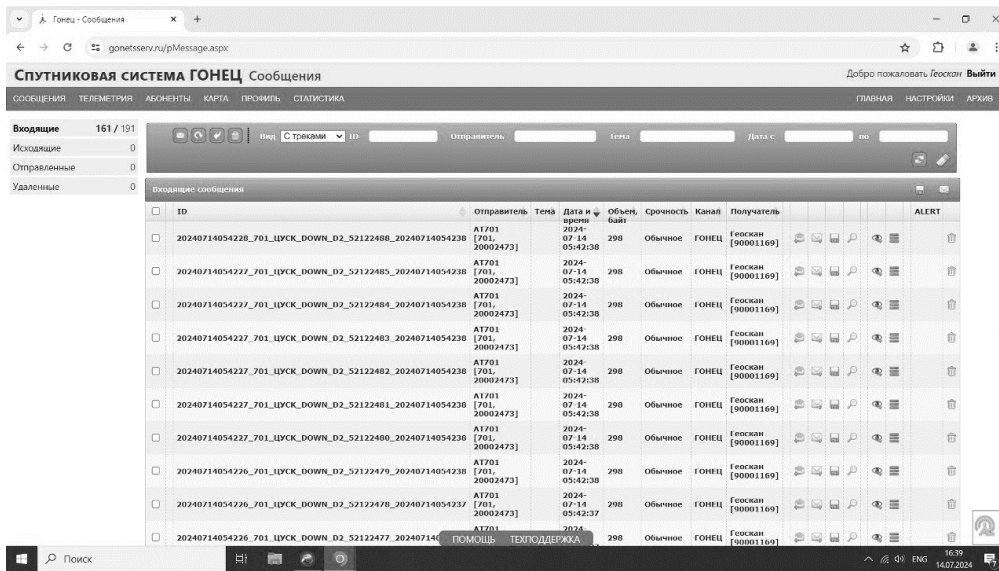 Гонец - Сообщения
gonetsserv.ru/pMessage.aspx
Спутниковая система ГОНЕЦ Сообщения
Добро пожаловать Геоскан Выйти
СООБЩЕНИЯ ТЕЛЕМЕТРИЯ АБОНЕНТЫ КАРТА ПРОФИЛЬ СТАТИСТИКА ГЛАВНАЯ НАСТРОЙКИ АРХИВ
Входящие 161 / 191
Исходящие 0
Отправленные 0
Удаленные 0
Вид С треками ID Отправитель Тема Дата с по
Входящие сообщения
ID Отправитель Тема Дата и время Объем, байт Срочность Канал Получатель ALERT
20240714054228_701_ЦУСК_DOWN_D2_52122488_20240714054238 AT701 [701, 20002473] 2024-07-14 05:42:38 298 Обычное ГОНЕЦ Геоскан [90001169]
20240714054227_701_ЦУСК_DOWN_D2_52122485_20240714054238 AT701 [701, 20002473] 2024-07-14 05:42:38 298 Обычное ГОНЕЦ Геоскан [90001169]
20240714054227_701_ЦУСК_DOWN_D2_52122484_20240714054238 AT701 [701, 20002473] 2024-07-14 05:42:38 298 Обычное ГОНЕЦ Геоскан [90001169]
20240714054227_701_ЦУСК_DOWN_D2_52122483_20240714054238 AT701 [701, 20002473] 2024-07-14 05:42:38 298 Обычное ГОНЕЦ Геоскан [90001169]
20240714054227_701_ЦУСК_DOWN_D2_52122482_20240714054238 AT701 [701, 20002473] 2024-07-14 05:42:38 298 Обычное ГОНЕЦ Геоскан [90001169]
20240714054227_701_ЦУСК_DOWN_D2_52122481_20240714054238 AT701 [701, 20002473] 2024-07-14 05:42:38 298 Обычное ГОНЕЦ Геоскан [90001169]
20240714054227_701_ЦУСК_DOWN_D2_52122480_20240714054238 AT701 [701, 20002473] 2024-07-14 05:42:38 298 Обычное ГОНЕЦ Геоскан [90001169]
20240714054226_701_ЦУСК_DOWN_D2_52122479_20240714054238 AT701 [701, 20002473] 2024-07-14 05:42:38 298 Обычное ГОНЕЦ Геоскан [90001169]
20240714054226_701_ЦУСК_DOWN_D2_52122478_20240714054237 AT701 [701, 20002473] 2024-07-14 05:42:37 298 Обычное ГОНЕЦ Геоскан [90001169]
20240714054226_701_ЦУСК_DOWN_D2_52122477_202407140 AT701 2024- 298 Обычное ГОНЕЦ Геоскан [90001169]
ПОМОЩЬ ТЕХПОДДЕРЖКА
Поиск ENG 16:39
14.07.2024